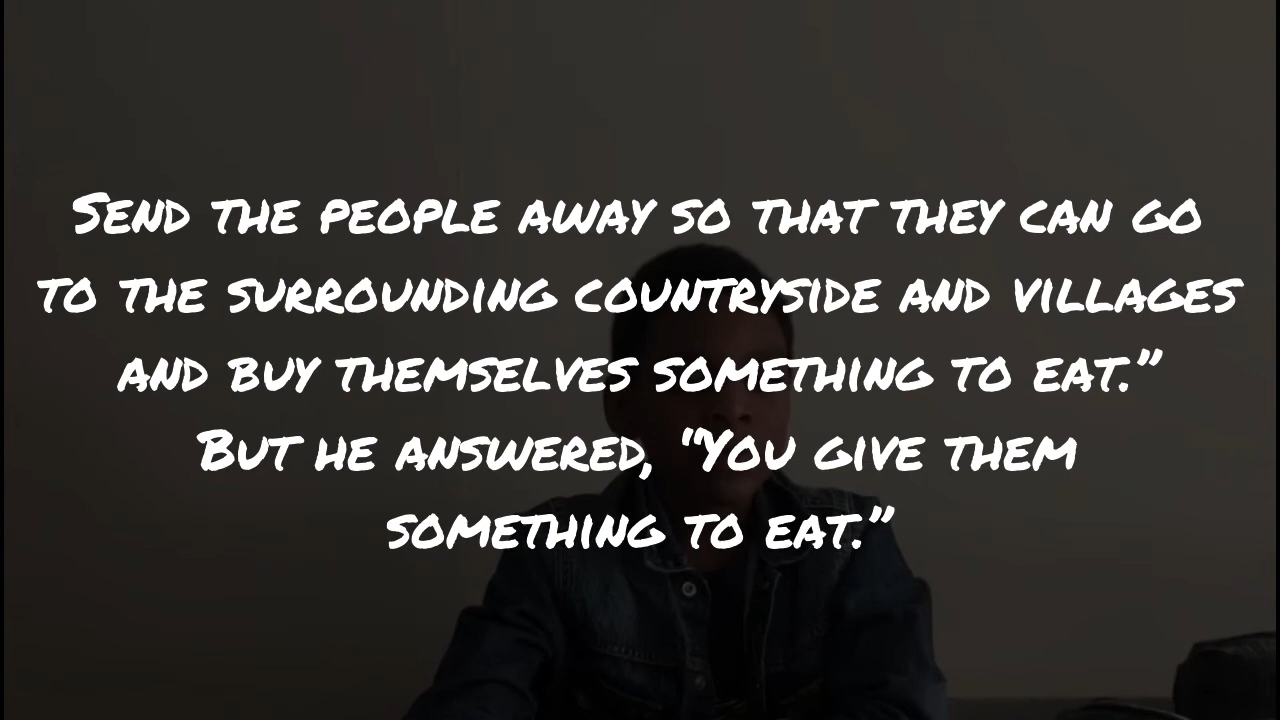 Send the people away so that they can go
to the surrounding countryside and villages
and buy themselves something to eat.”
But he answered, “You give them
something to eat.”